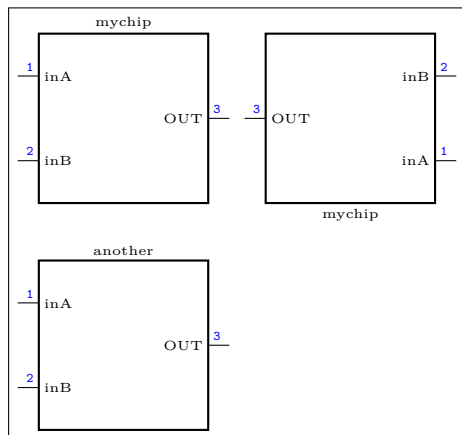 mychip
1 inA
OUT 3
2 inB
2 inB
3 OUT
1 inA
mychip
another
1 inA
OUT 3
2 inB